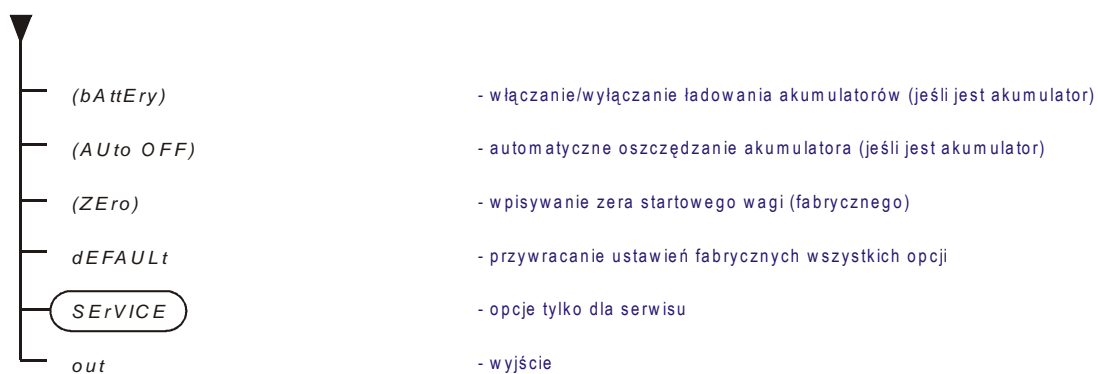 (bAttEry) - włączanie/wyłączanie ładowania akumulatorów (jeśli jest akumulator)
(AUto OFF) - automatyczne oszczędzanie akumulatora (jeśli jest akumulator)
(ZEro) - wpisywanie zera startowego wagi (fabrycznego)
dEFAULt - przywracanie ustawień fabrycznych wszystkich opcji
SErVICE - opcje tylko dla serwisu
out - wyjście